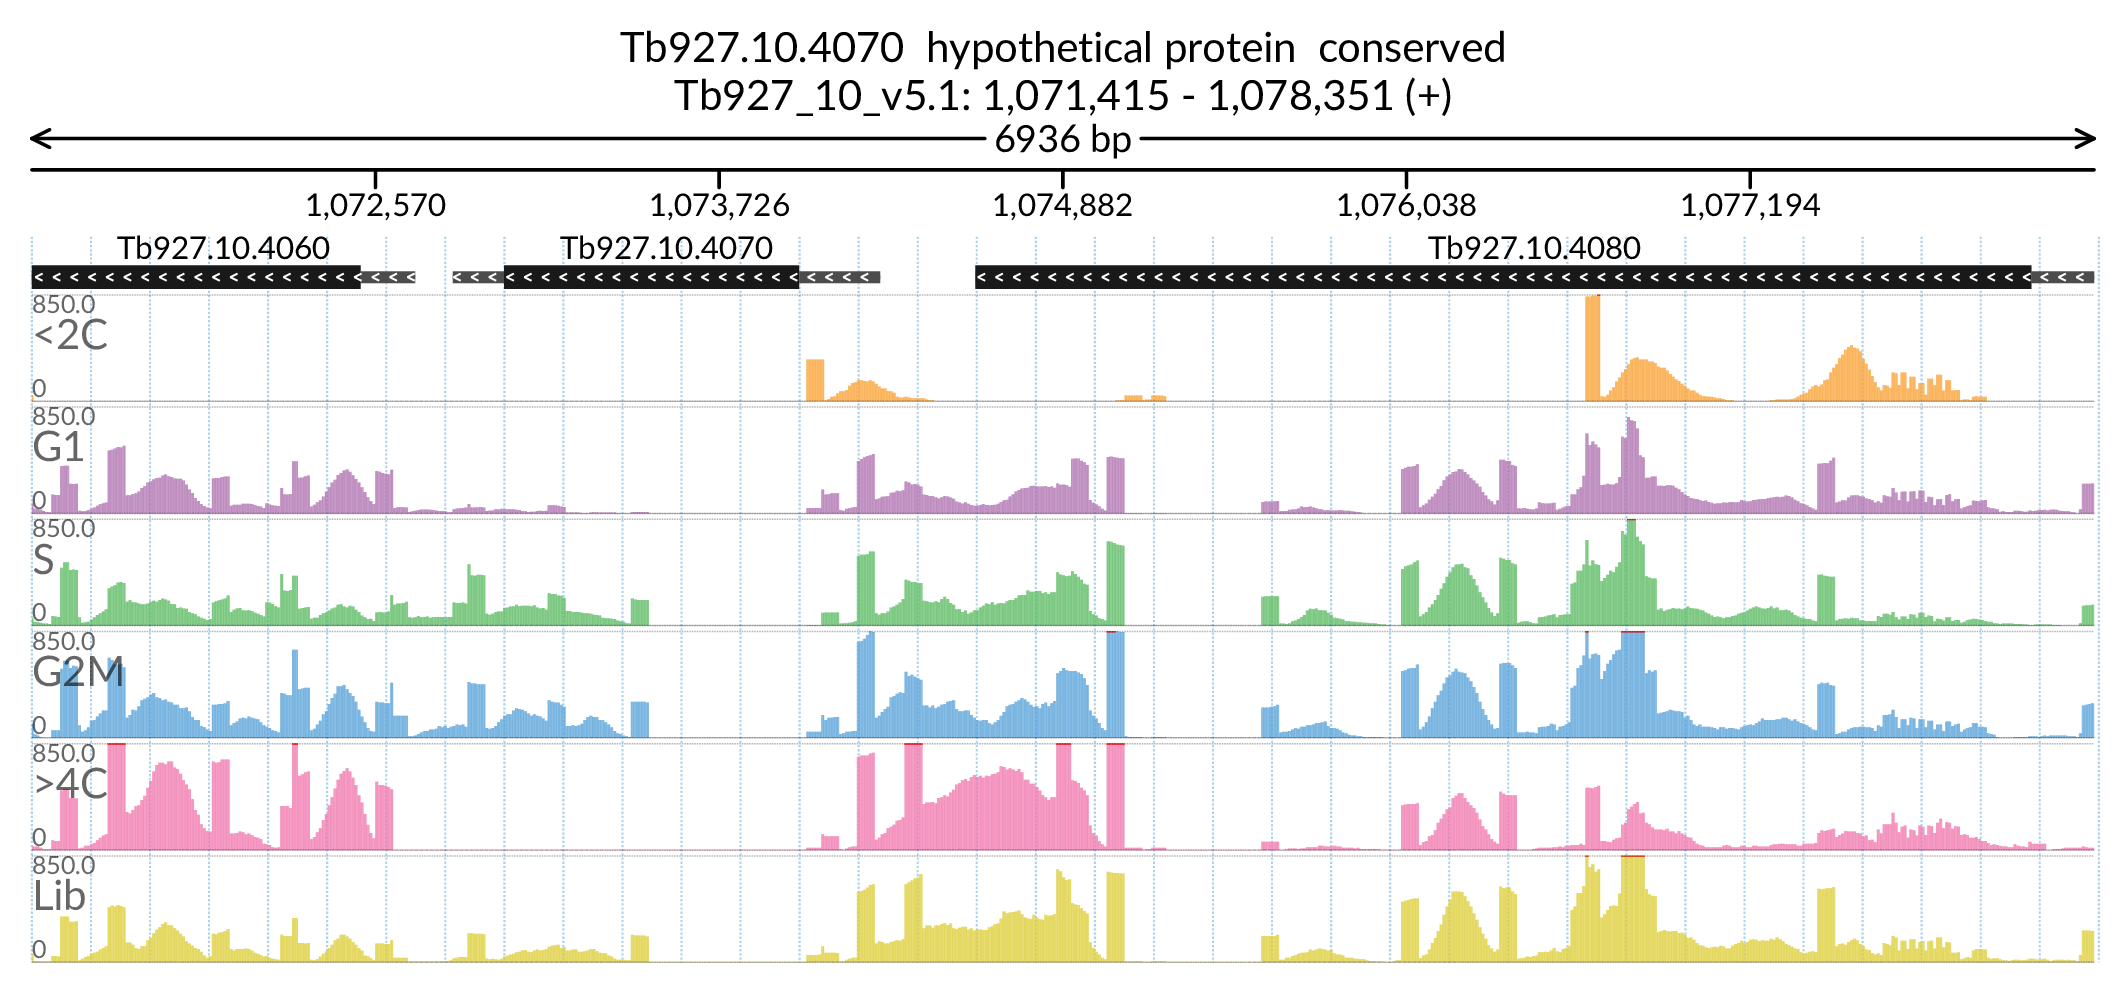 Tb927.10.4070  hypothetical protein  conserved
Tb927_10_v5.1: 1,071,415 - 1,078,351 (+)
6936 bp
1,072,570 1,073,726 1,074,882 1,076,038 1,077,194
Tb927.10.4060 Tb927.10.4070 Tb927.10.4080
850.0
<2C
0
850.0
G1
0
850.0
S
0
850.0
G2M
0
850.0
>4C
0
850.0
Lib
0